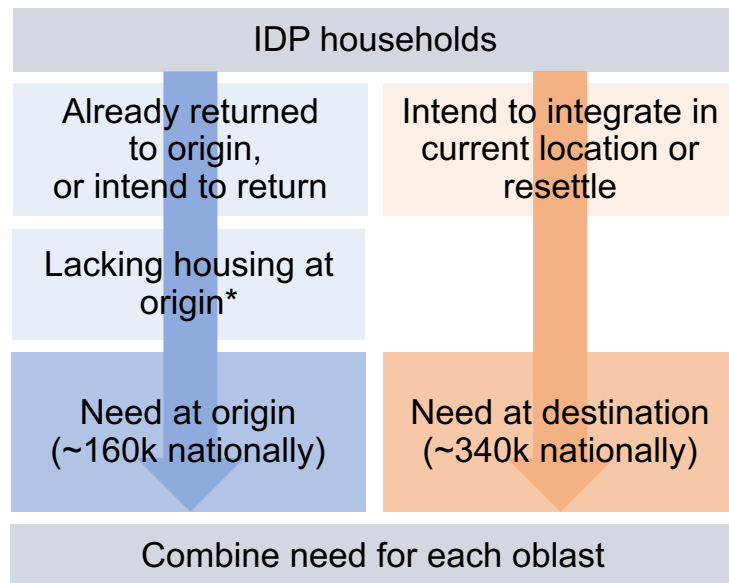 IDP households
Already returned
to origin,
or intend to return
Lacking housing at
origin*
Need at origin
(~160k nationally)
Intend to integrate in
current location or
resettle
Need at destination
(~340k nationally)
Combine need for each oblast